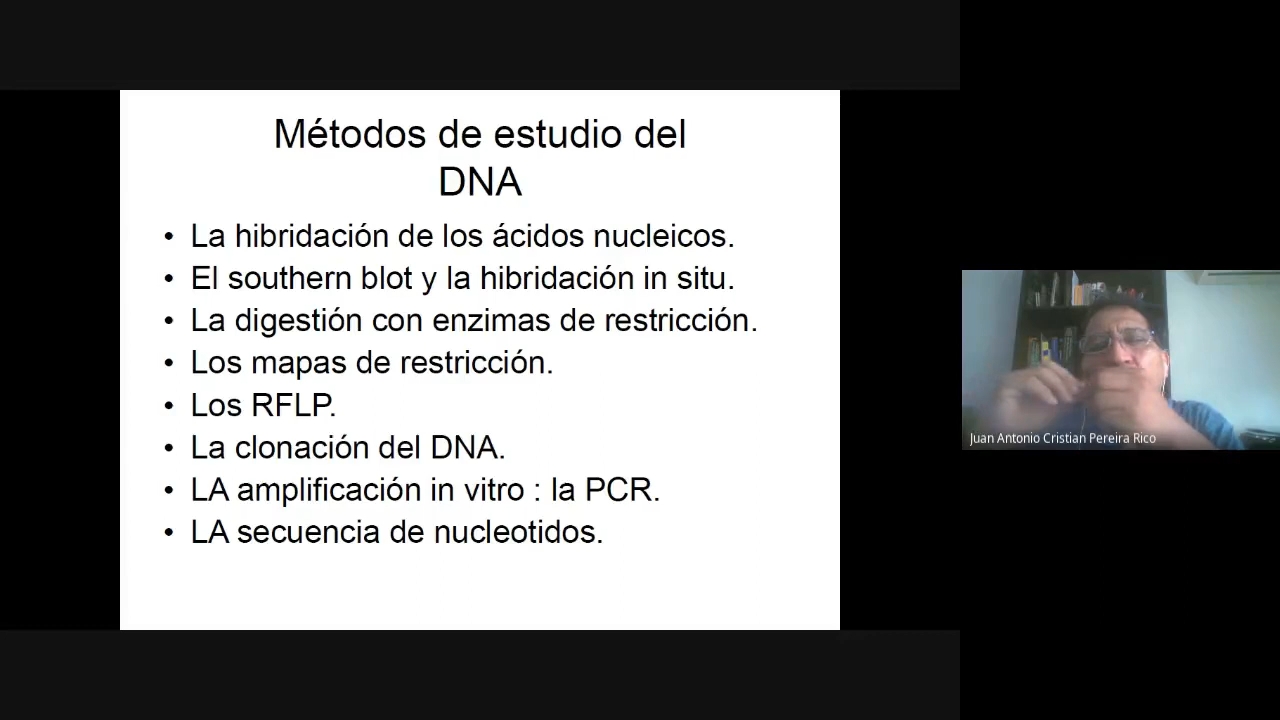 Métodos de estudio del
DNA
• La hibridación de los ácidos nucleicos.
• El southern blot y la hibridación in situ.
• La digestión con enzimas de restricción.
• Los mapas de restricción.
• Los RFLP.
• La clonación del DNA.
• LA amplificación in vitro : la PCR.
• LA secuencia de nucleotidos.
Juan Antonio Cristian Pereira Rico